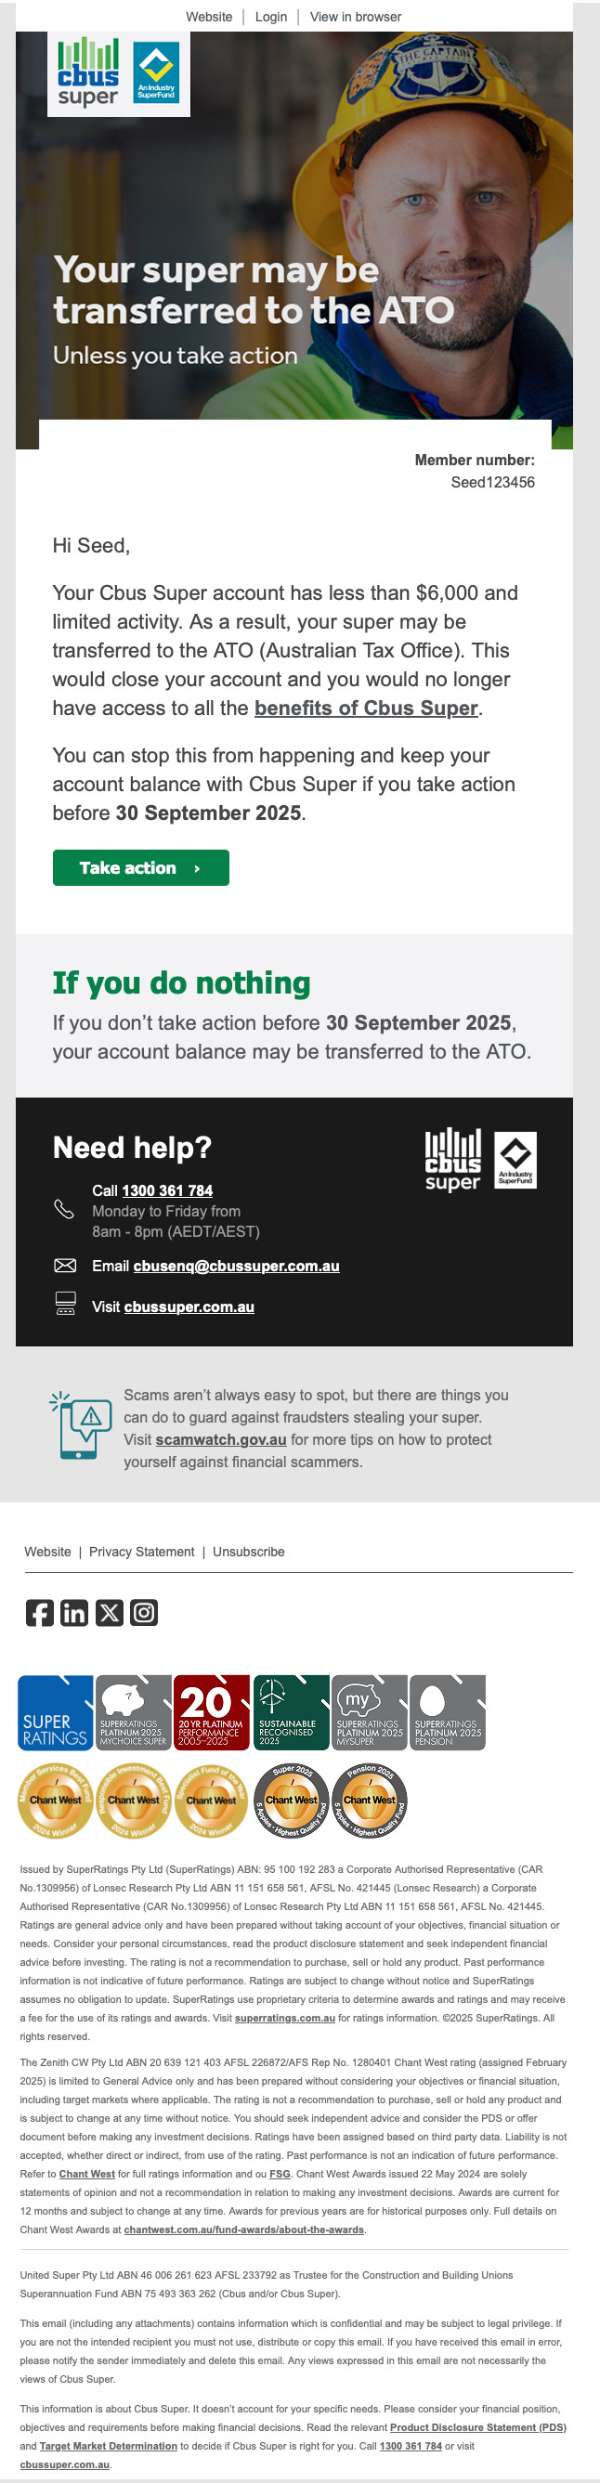 Website | Login | View in browser
cbus
super
An Industry
SuperFund
THE CAPTAIN
Your super may be
transferred to the ATO
Unless you take action
Member number:
Seed123456
Hi Seed,
Your Cbus Super account has less than $6,000 and
limited activity. As a result, your super may be
transferred to the ATO (Australian Tax Office). This
would close your account and you would no longer
have access to all the benefits of Cbus Super.
You can stop this from happening and keep your
account balance with Cbus Super if you take action
before 30 September 2025.
Take action ›
If you do nothing
If you don’t take action before 30 September 2025,
your account balance may be transferred to the ATO.
Need help?
cbus
super
An Industry
SuperFund
Call 1300 361 784
Monday to Friday from
8am - 8pm (AEDT/AEST)
Email cbusenq@cbussuper.com.au
Visit cbussuper.com.au
Scams aren’t always easy to spot, but there are things you
can do to guard against fraudsters stealing your super.
Visit scamwatch.gov.au for more tips on how to protect
yourself against financial scammers.
Website | Privacy Statement | Unsubscribe
SUPER
RATINGS
SUPERRATINGS
PLATINUM 2025
MYCHOICE SUPER
20
20 YR PLATINUM
PERFORMANCE
2005–2025
SUSTAINABLE
RECOGNISED
2025
my
SUPERRATINGS
PLATINUM 2025
MYSUPER
SUPERRATINGS
PLATINUM 2025
PENSION
Member Services Best Fund
Chant West
2024 Winner
Investment Best Fund
Chant West
2024 Winner
Specialist Fund of the Year
Chant West
2024 Winner
Super 2025
Chant West
5 Apples - Highest Quality Fund
Pension 2025
Chant West
5 Apples - Highest Quality Fund
Issued by SuperRatings Pty Ltd (SuperRatings) ABN: 95 100 192 283 a Corporate Authorised Representative (CAR
No.1309956) of Lonsec Research Pty Ltd ABN 11 151 658 561, AFSL No. 421445 (Lonsec Research) a Corporate
Authorised Representative (CAR No.1309956) of Lonsec Research Pty Ltd ABN 11 151 658 561, AFSL No. 421445.
Ratings are general advice only and have been prepared without taking account of your objectives, financial situation or
needs. Consider your personal circumstances, read the product disclosure statement and seek independent financial
advice before investing. The rating is not a recommendation to purchase, sell or hold any product. Past performance
information is not indicative of future performance. Ratings are subject to change without notice and SuperRatings
assumes no obligation to update. SuperRatings use proprietary criteria to determine awards and ratings and may receive
a fee for the use of its ratings and awards. Visit superratings.com.au for ratings information. ©2025 SuperRatings. All
rights reserved.
The Zenith CW Pty Ltd ABN 20 639 121 403 AFSL 226872/AFS Rep No. 1280401 Chant West rating (assigned February
2025) is limited to General Advice only and has been prepared without considering your objectives or financial situation,
including target markets where applicable. The rating is not a recommendation to purchase, sell or hold any product and
is subject to change at any time without notice. You should seek independent advice and consider the PDS or offer
document before making any investment decisions. Ratings have been assigned based on third party data. Liability is not
accepted, whether direct or indirect, from use of the rating. Past performance is not an indication of future performance.
Refer to Chant West for full ratings information and ou FSG. Chant West Awards issued 22 May 2024 are solely
statements of opinion and not a recommendation in relation to making any investment decisions. Awards are current for
12 months and subject to change at any time. Awards for previous years are for historical purposes only. Full details on
Chant West Awards at chantwest.com.au/fund-awards/about-the-awards.
United Super Pty Ltd ABN 46 006 261 623 AFSL 233792 as Trustee for the Construction and Building Unions
Superannuation Fund ABN 75 493 363 262 (Cbus and/or Cbus Super).
This email (including any attachments) contains information which is confidential and may be subject to legal privilege. If
you are not the intended recipient you must not use, distribute or copy this email. If you have received this email in error,
please notify the sender immediately and delete this email. Any views expressed in this email are not necessarily the
views of Cbus Super.
This information is about Cbus Super. It doesn’t account for your specific needs. Please consider your financial position,
objectives and requirements before making financial decisions. Read the relevant Product Disclosure Statement (PDS)
and Target Market Determination to decide if Cbus Super is right for you. Call 1300 361 784 or visit
cbussuper.com.au.